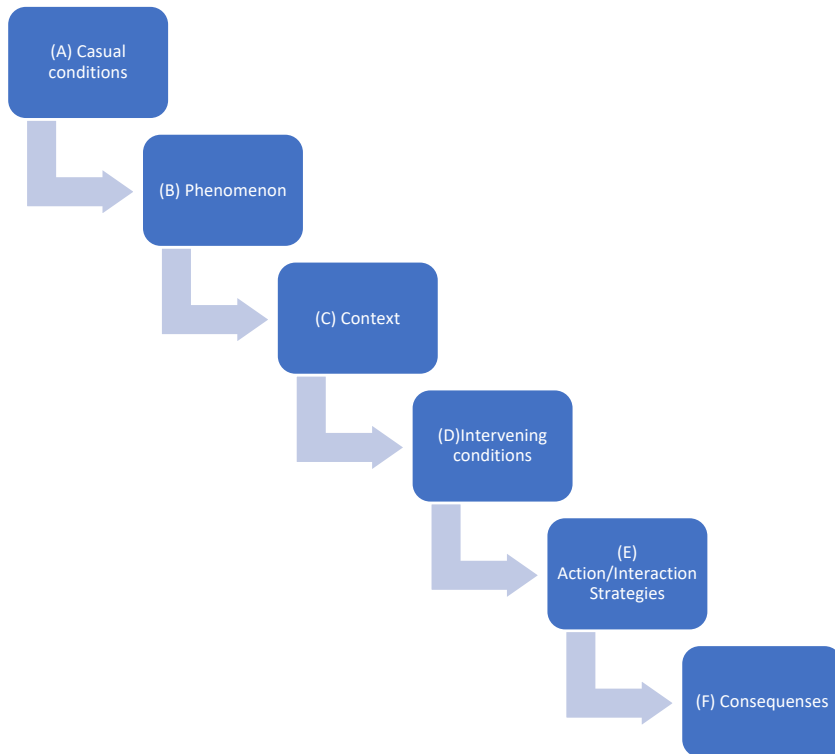 (A) Casual
conditions
(B) Phenomenon
(C) Context
(D)Intervening
conditions
(E)
Action/Interaction
Strategies
(F) Consequenses